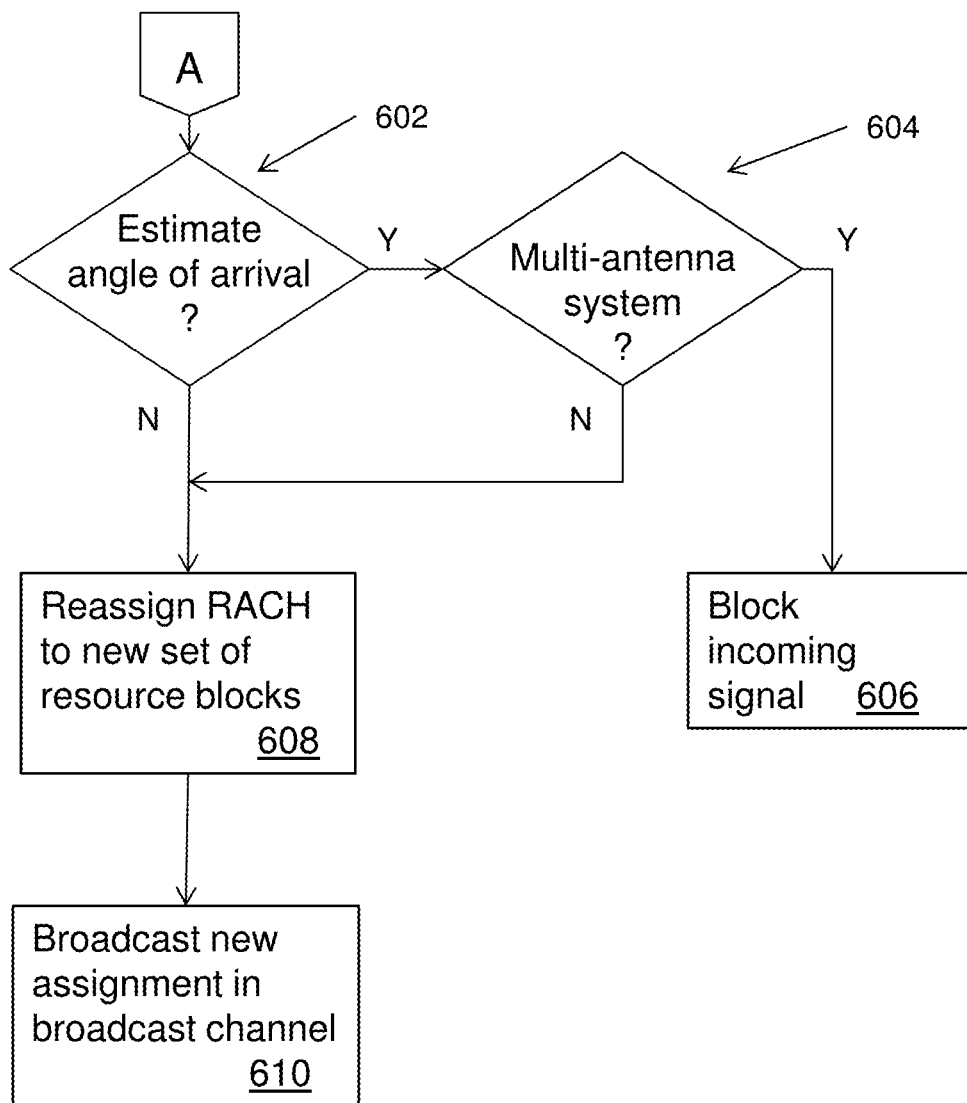 A
602
604
Estimate
angle of arrival
?
Y
Multi-antenna
system
?
Y
N
N
Reassign RACH
to new set of
resource blocks
608
Block
incoming
signal 606
Broadcast new
assignment in
broadcast channel
610